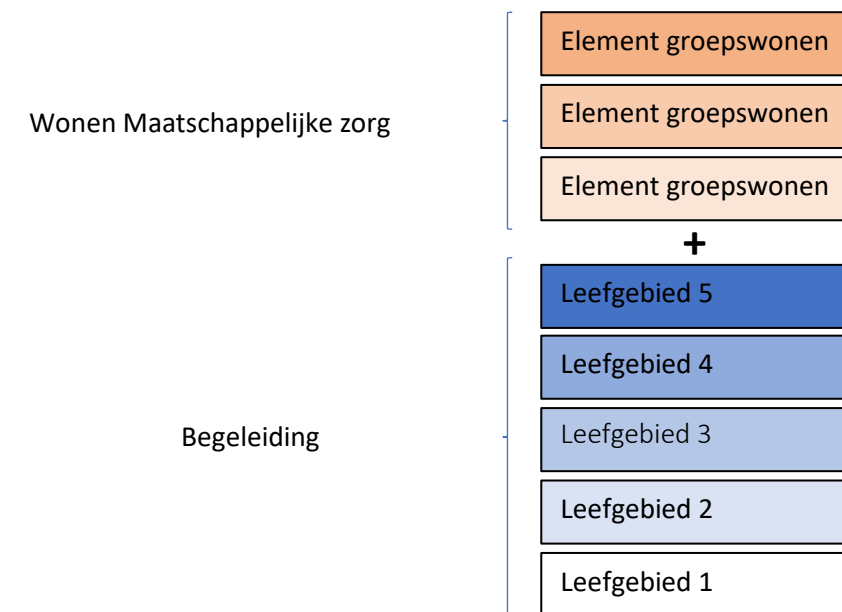 Element groepswonen
Wonen Maatschappelijke zorg
Element groepswonen
Element groepswonen
+
Leefgebied 5
Leefgebied 4
Begeleiding
Leefgebied 3
Leefgebied 2
Leefgebied 1